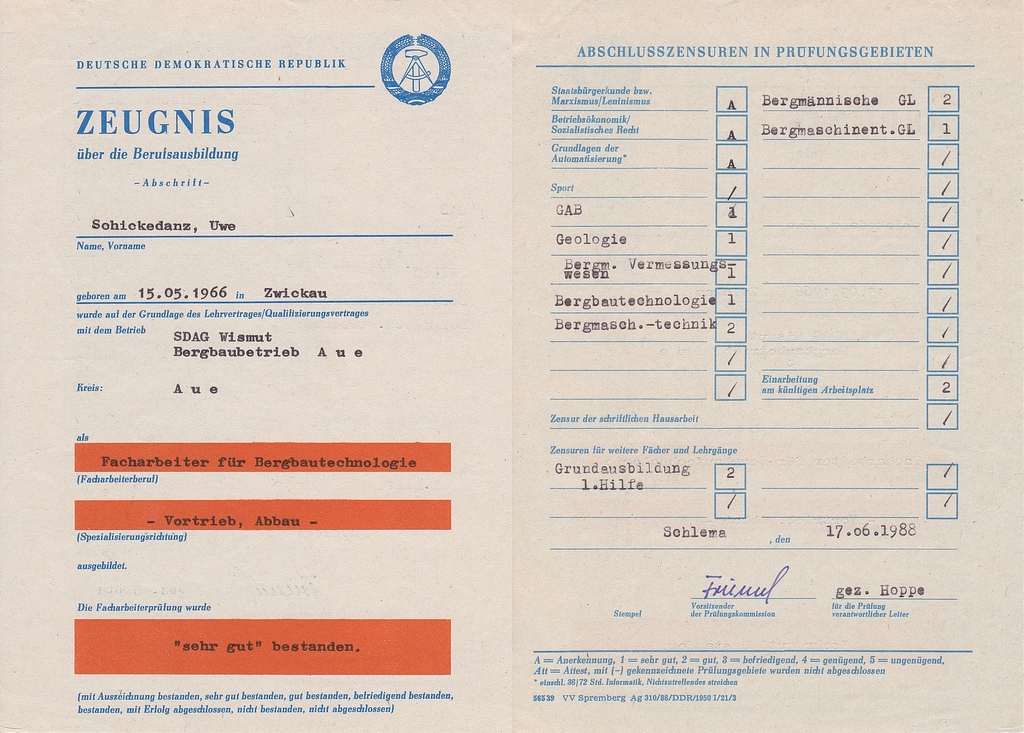 DEUTSCHE DEMOKRATISCHE REPUBLIK
ZEUGNIS
über die Berufsausbildung
-Abschrift-
Schickedanz, Uwe
Name, Vorname
geboren am 15.05.1966 in Zwickau
wurde auf der Grundlage des Lehrvertrages/Qualifizierungsvertrages
mit dem Betrieb
SDAG Wismut
Bergbaubetrieb A u e
Kreis: A u e
als
Facharbeiter für Bergbautechnologie
(Facharbeiterberuf)
- Vortrieb, Abbau -
(Spezialisierungsrichtung)
ausgebildet.
Die Facharbeiterprüfung wurde
"sehr gut" bestanden.
(mit Auszeichnung bestanden, sehr gut bestanden, gut bestanden, befriedigend bestanden,
bestanden, mit Erfolg abgeschlossen, nicht bestanden, nicht abgeschlossen)
ABSCHLUSSZENSUREN IN PRÜFUNGSGEBIETEN
Staatsbürgerkunde bzw.
Marxismus/Leninismus A Bergmännische GL 2
Betriebsökonomik/
Sozialistisches Recht A Bergmaschinent.GL 1
Grundlagen der
Automatisierung* A /
Sport / /
GAB 1 /
Geologie 1 /
Bergm. Vermessungs-
wesen 1 /
Bergbautechnologie 1 /
Bergmasch.-technik 2 /
/ /
/ Einarbeitung
am künftigen Arbeitsplatz 2
Zensur der schriftlichen Hausarbeit /
Zensuren für weitere Fächer und Lehrgänge
Grundausbildung
1.Hilfe 2 /
/ /
Schlema , den 17.06.1988
gez. Hoppe
Stempel
Vorsitzender
der Prüfungskommission
für die Prüfung
verantwortlicher Leiter
A = Anerkennung, 1 = sehr gut, 2 = gut, 3 = befriedigend, 4 = genügend, 5 = ungenügend,
Att = Attest, mit (-) gekennzeichnete Prüfungsgebiete wurden nicht abgeschlossen
* einschl. 36/72 Std. Informatik, Nichtzutreffendes streichen
565 39 VV Spremberg Ag 310/86/DDR/1950 I/21/3